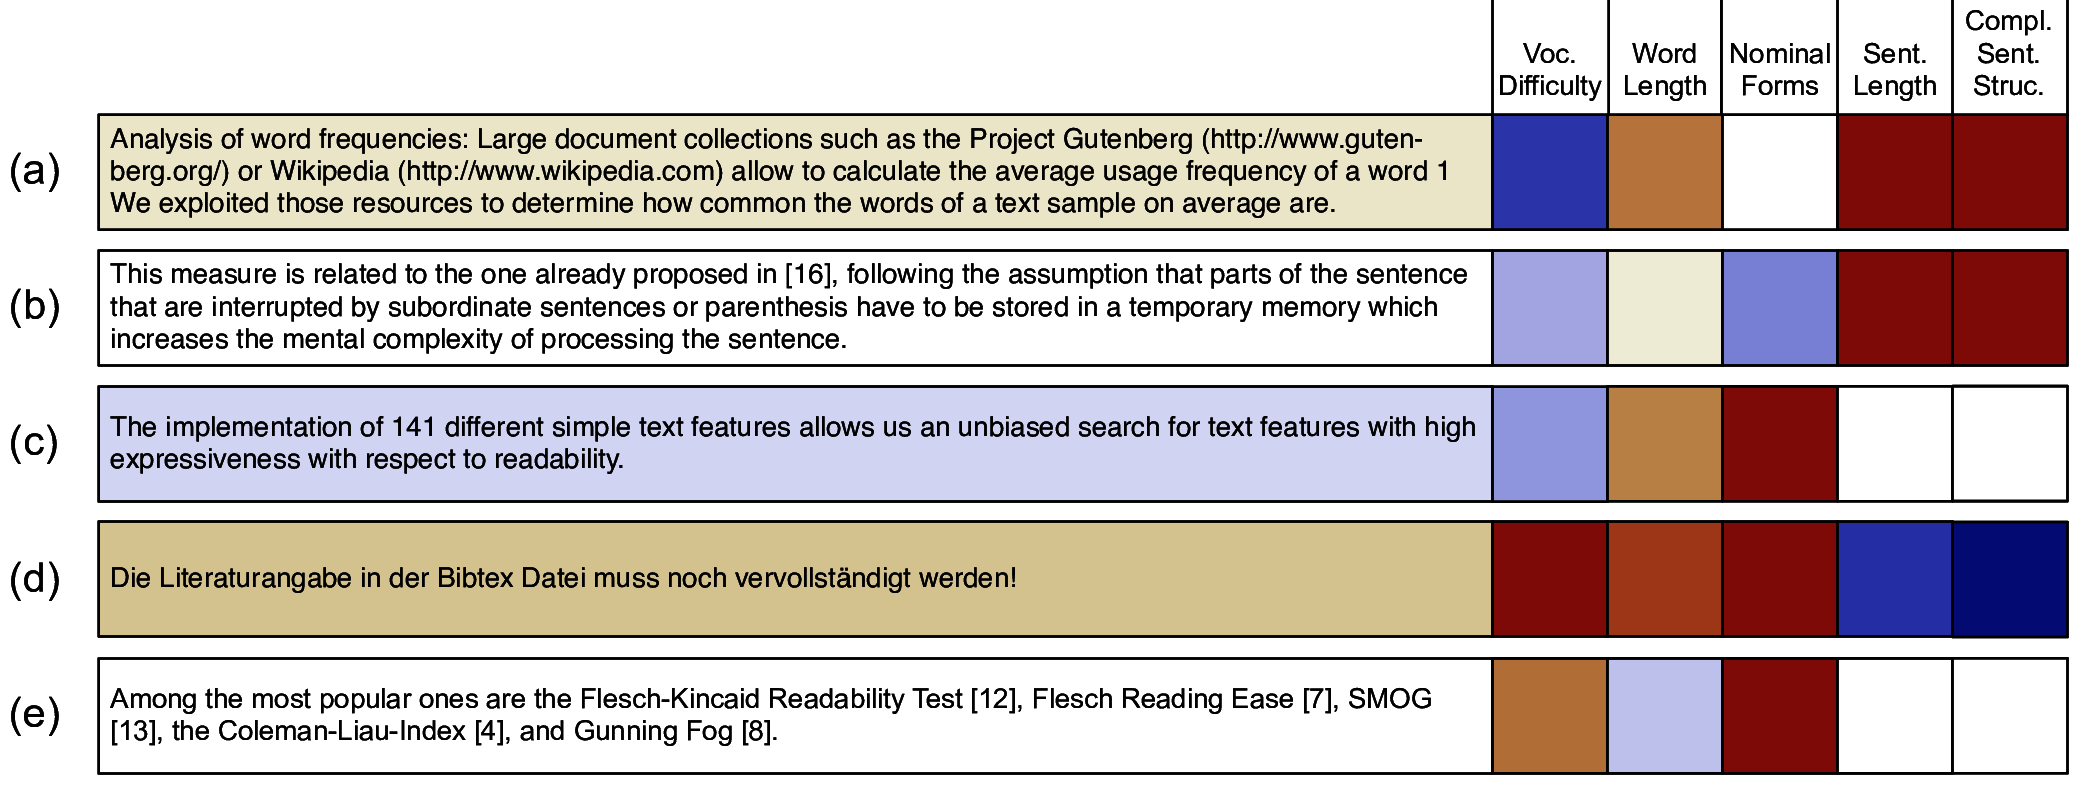 Voc.
Difficulty
Word
Length
Nominal
Forms
Sent.
Length
Compl.
Sent.
Struc.
(a)
Analysis of word frequencies: Large document collections such as the Project Gutenberg (http://www.guten-
berg.org/) or Wikipedia (http://www.wikipedia.com) allow to calculate the average usage frequency of a word 1
We exploited those resources to determine how common the words of a text sample on average are.
(b)
This measure is related to the one already proposed in [16], following the assumption that parts of the sentence
that are interrupted by subordinate sentences or parenthesis have to be stored in a temporary memory which
increases the mental complexity of processing the sentence.
(c)
The implementation of 141 different simple text features allows us an unbiased search for text features with high
expressiveness with respect to readability.
(d)
Die Literaturangabe in der Bibtex Datei muss noch vervollständigt werden!
(e)
Among the most popular ones are the Flesch-Kincaid Readability Test [12], Flesch Reading Ease [7], SMOG
[13], the Coleman-Liau-Index [4], and Gunning Fog [8].